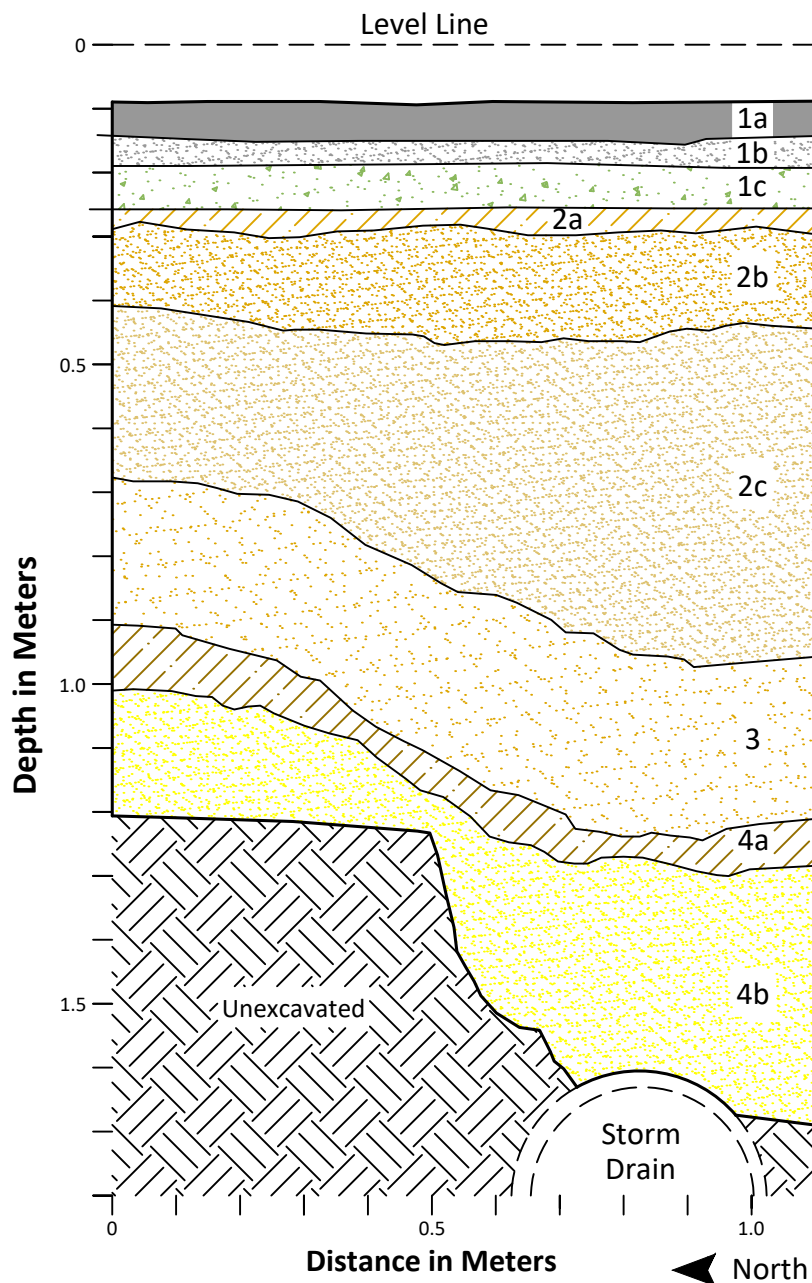 Level Line
0
1a
1b
1c
2a
2b
0.5
2c
Depth in Meters
1.0
3
4a
4b
1.5
Unexcavated
Storm
Drain
0
0.5
1.0
Distance in Meters
North